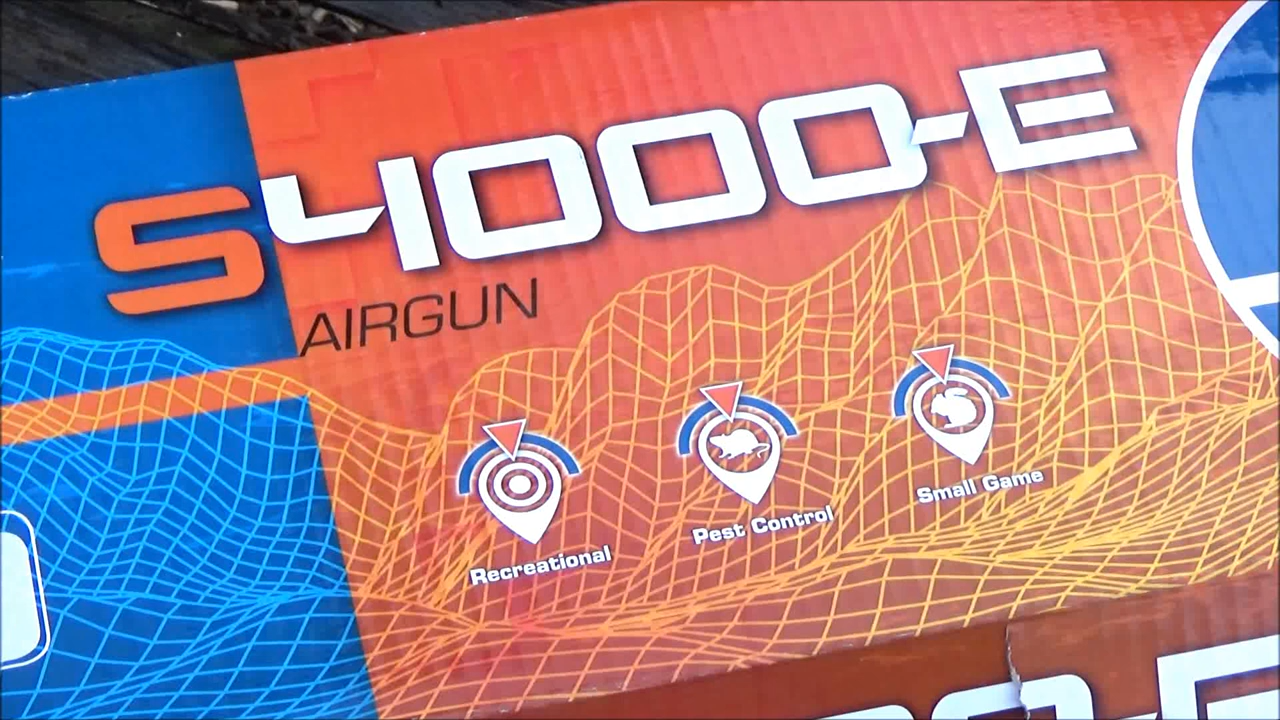 S4000-E
AIRGUN
Recreational
Pest Control
Small Game